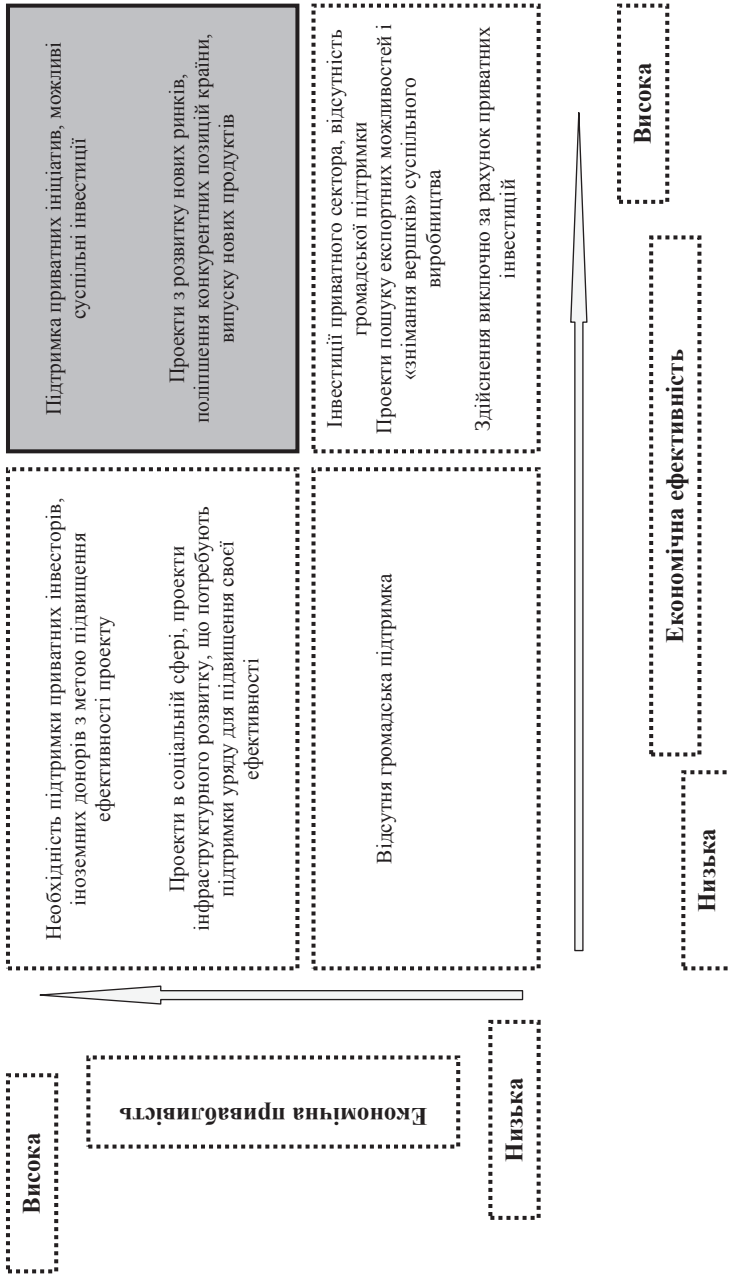 Висока
Економічна привабливість
Низька
Необхідність підтримки приватних інвесторів,
іноземних донорів з метою підвищення
ефективності проекту
Проекти в соціальній сфері, проекти
інфраструктурного розвитку, що потребують
підтримки уряду для підвищення своєї
ефективності
Підтримка приватних ініціатив, можливі
суспільні інвестиції
Проекти з розвитку нових ринків,
поліпшення конкурентних позицій країни,
випуску нових продуктів
Відсутня громадська підтримка
Інвестиції приватного сектора, відсутність
громадської підтримки
Проекти пошуку експортних можливостей і
«знімання вершків» суспільного
виробництва
Здійснення виключно за рахунок приватних
інвестицій
Низька
Економічна ефективність
Висока